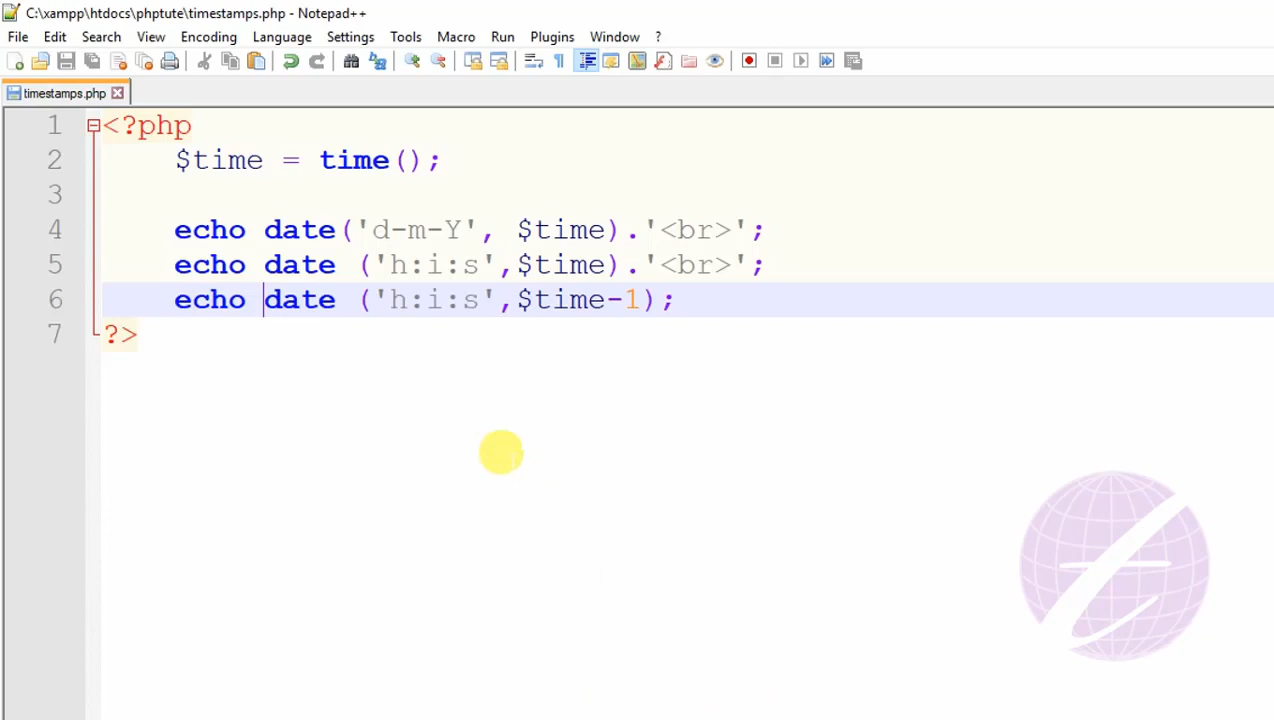 C:\xampp\htdocs\phptute\timestamps.php - Notepad++
File Edit Search View Encoding Language Settings Tools Macro Run Plugins Window ?
timestamps.php
1 <?php
2 $time = time();
3
4 echo date('d-m-Y', $time).'<br>';
5 echo date ('h:i:s',$time).'<br>';
6 echo date ('h:i:s',$time-1);
7 ?>